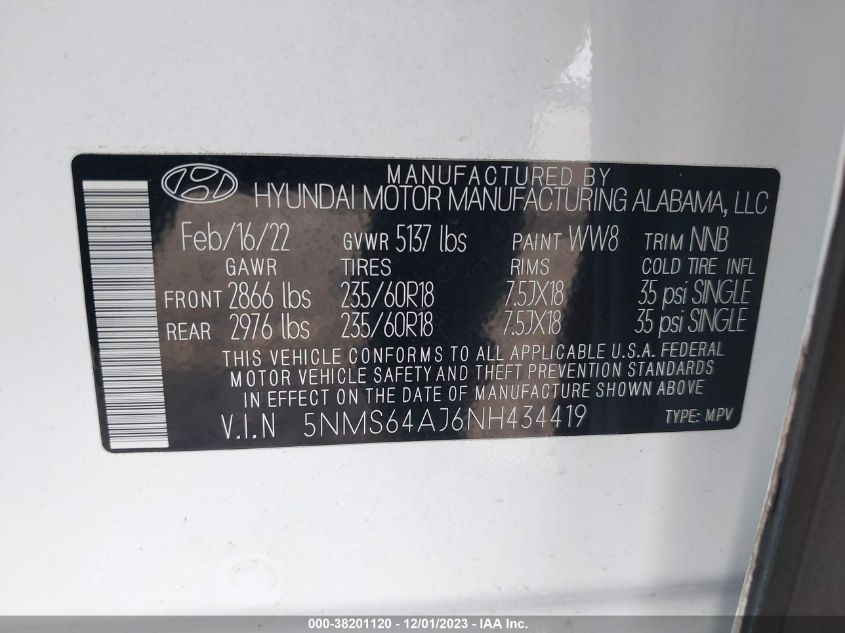 MANUFACTURED BY
HYUNDAI MOTOR MANUFACTURING ALABAMA, LLC
Feb/16/22 GVWR 5137 lbs PAINT WW8 TRIM NNB
GAWR TIRES RIMS COLD TIRE INFL
FRONT 2866 lbs 235/60R18 7.5JX18 35 psi SINGLE
REAR 2976 lbs 235/60R18 7.5JX18 35 psi SINGLE
THIS VEHICLE CONFORMS TO ALL APPLICABLE U.S.A. FEDERAL
MOTOR VEHICLE SAFETY AND THEFT PREVENTION STANDARDS
IN EFFECT ON THE DATE OF MANUFACTURE SHOWN ABOVE.
V.I.N 5NMS64AJ6NH434419 TYPE: MPV
000-38201120 - 12/01/2023 - © IAA Inc.